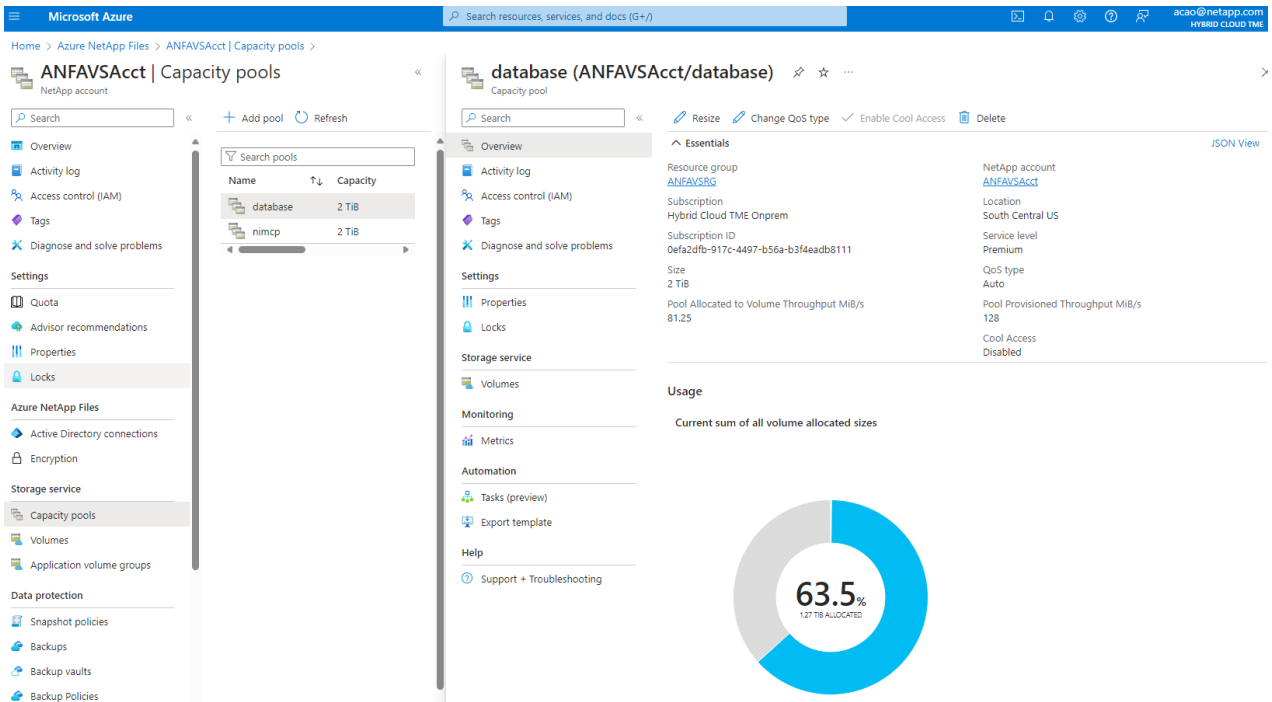 Microsoft Azure
Search resources, services, and docs (G+/)
acao@netapp.com
HYBRID CLOUD TME
Home > Azure NetApp Files > ANFAVSAcct | Capacity pools >
ANFAVSAcct | Capacity pools
NetApp account
Search
Overview
Activity log
Access control (IAM)
Tags
Diagnose and solve problems
Settings
Quota
Advisor recommendations
Properties
Locks
Azure NetApp Files
Active Directory connections
Encryption
Storage service
Capacity pools
Volumes
Application volume groups
Data protection
Snapshot policies
Backups
Backup vaults
Backup Policies
Add pool Refresh
Search pools
Name Capacity
database 2 TiB
nimcp 2 TiB
database (ANFAVSAcct/database)
Capacity pool
Search
Overview
Activity log
Access control (IAM)
Tags
Diagnose and solve problems
Settings
Properties
Locks
Storage service
Volumes
Monitoring
Metrics
Automation
Tasks (preview)
Export template
Help
Support + Troubleshooting
Resize Change QoS type Enable Cool Access Delete
Essentials JSON View
Resource group
ANFAVSRG
Subscription
Hybrid Cloud TME Onprem
Subscription ID
0efa2dfb-917c-4497-b56a-b3f4eadb8111
Size
2 TiB
Pool Allocated to Volume Throughput MiB/s
81.25
NetApp account
ANFAVSAcct
Location
South Central US
Service level
Premium
QoS type
Auto
Pool Provisioned Throughput MiB/s
128
Cool Access
Disabled
Usage
Current sum of all volume allocated sizes
63.5%
1.27 TIB ALLOCATED